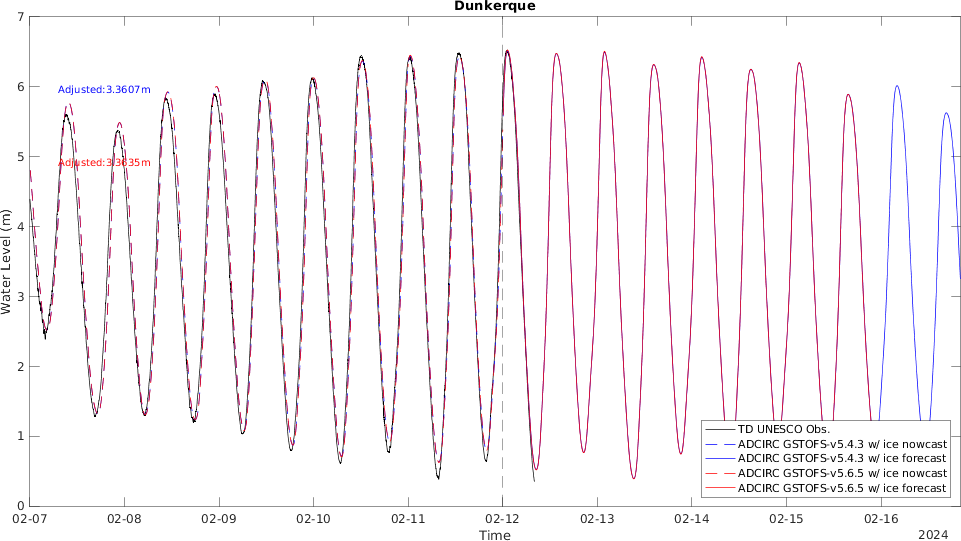 Dunkerque
7
6
5
4
3
2
1
0
Water Level (m)
Adjusted:3.3607m
Adjusted:3.3635m
TD UNESCO Obs.
ADCIRC GSTOFS-v5.4.3 w/ ice nowcast
ADCIRC GSTOFS-v5.4.3 w/ ice forecast
ADCIRC GSTOFS-v5.6.5 w/ ice nowcast
ADCIRC GSTOFS-v5.6.5 w/ ice forecast
02-07 02-08 02-09 02-10 02-11 02-12 02-13 02-14 02-15 02-16
Time
2024